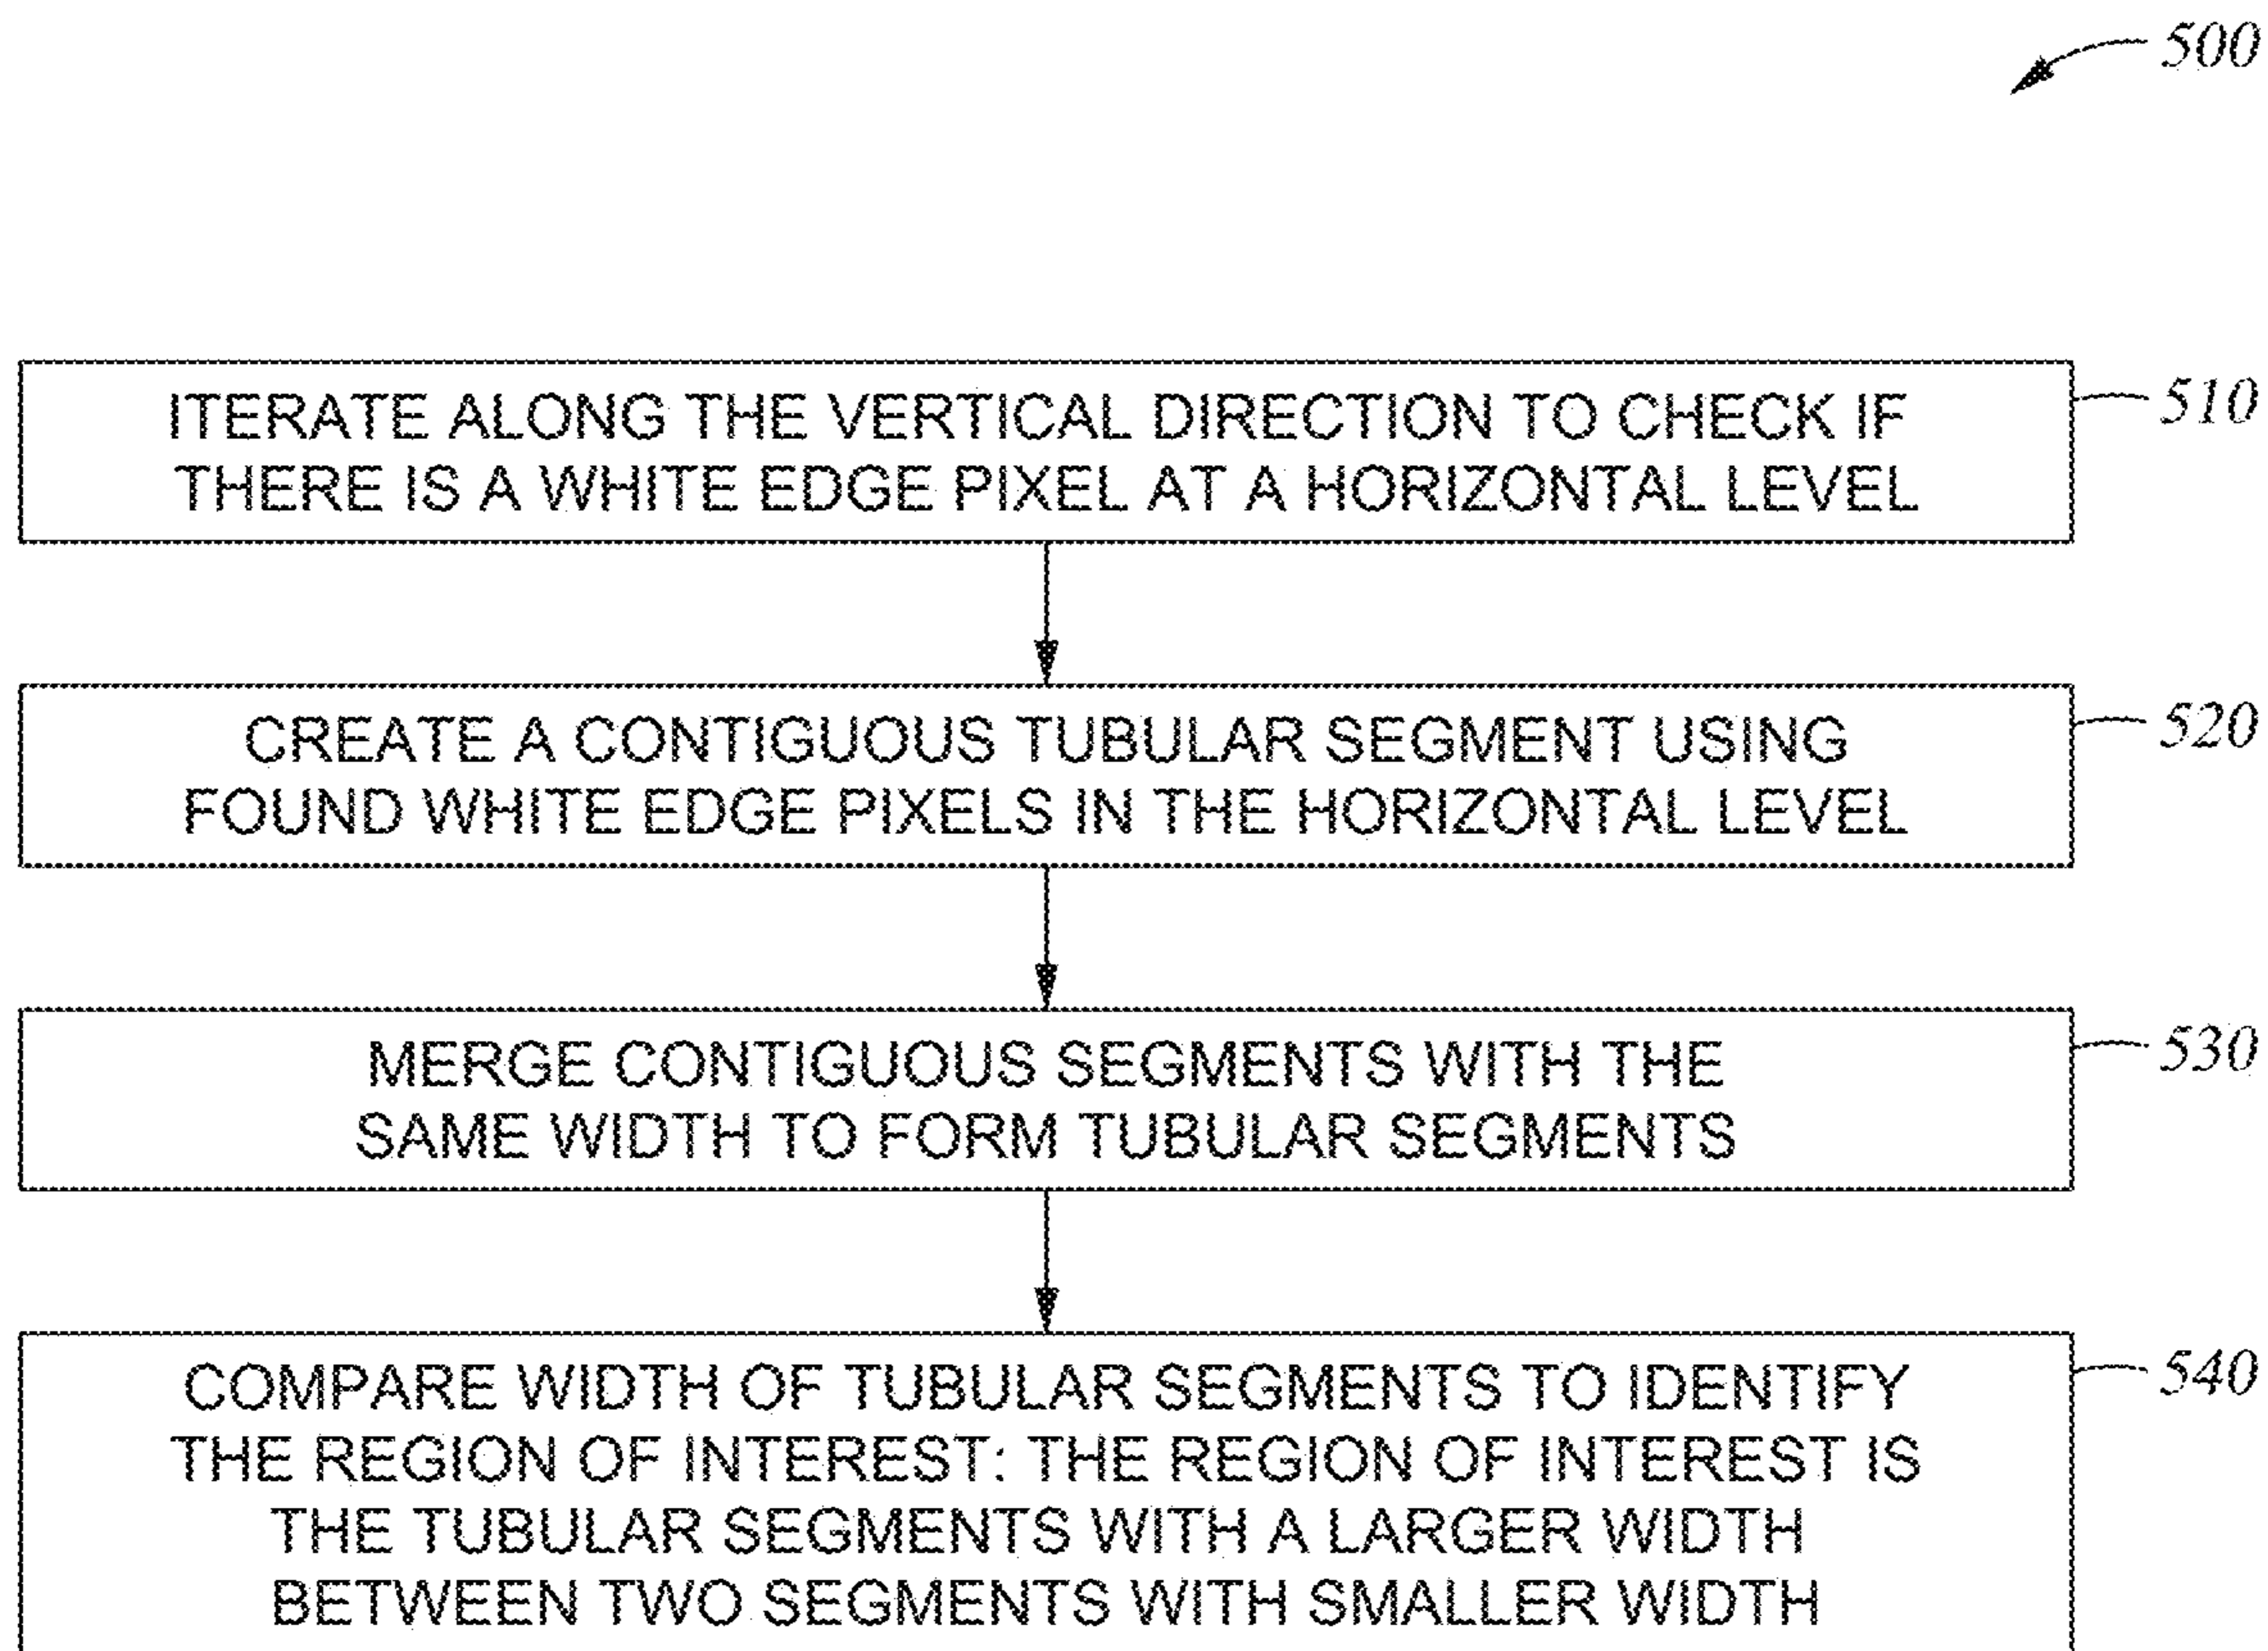 500
ITERATE ALONG THE VERTICAL DIRECTION TO CHECK IF
THERE IS A WHITE EDGE PIXEL AT A HORIZONTAL LEVEL
510
CREATE A CONTIGUOUS TUBULAR SEGMENT USING
FOUND WHITE EDGE PIXELS IN THE HORIZONTAL LEVEL
520
MERGE CONTIGUOUS SEGMENTS WITH THE
SAME WIDTH TO FORM TUBULAR SEGMENTS
530
COMPARE WIDTH OF TUBULAR SEGMENTS TO IDENTIFY
THE REGION OF INTEREST: THE REGION OF INTEREST IS
THE TUBULAR SEGMENTS WITH A LARGER WIDTH
BETWEEN TWO SEGMENTS WITH SMALLER WIDTH
540